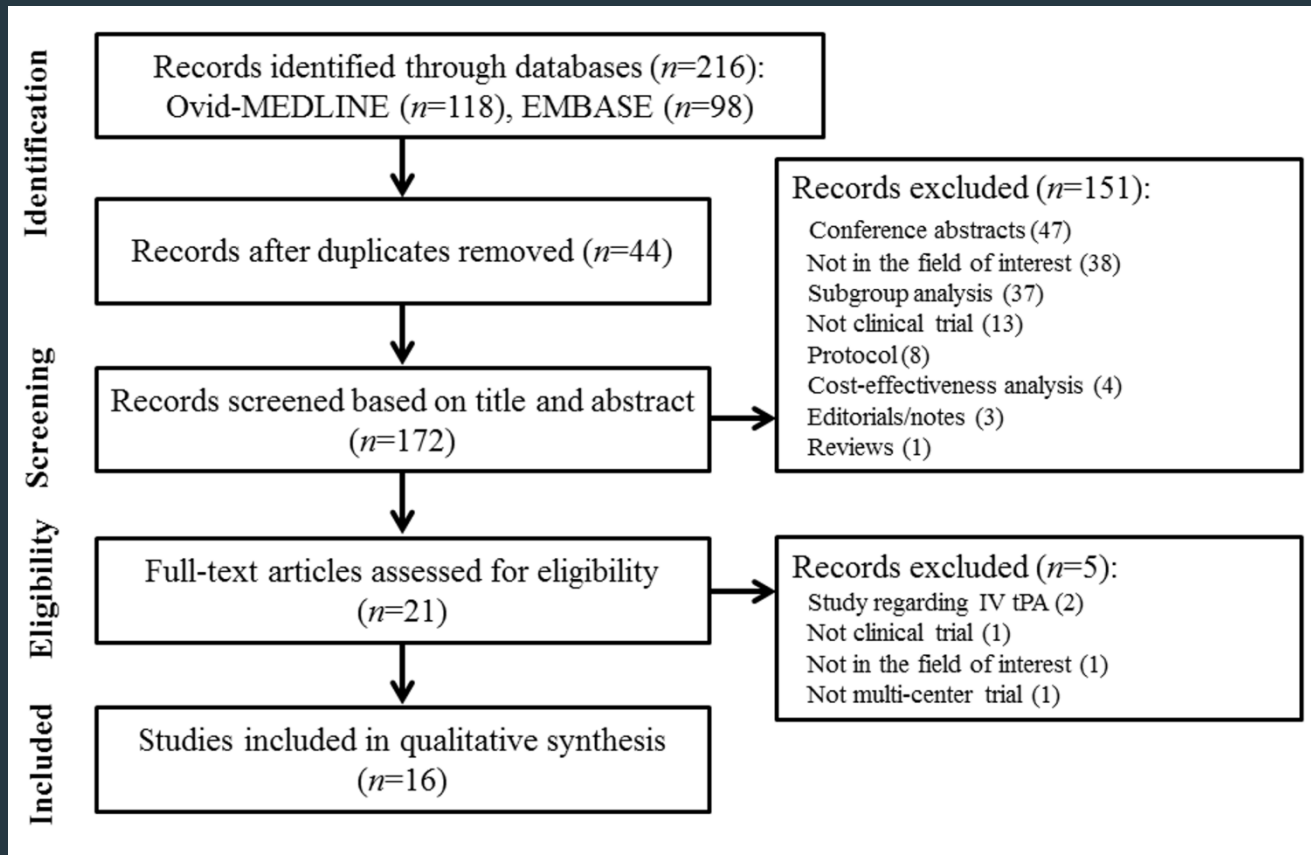 Identification
Records identified through databases (n=216):
Ovid-MEDLINE (n=118), EMBASE (n=98)
Records after duplicates removed (n=44)
Screening
Records screened based on title and abstract
(n=172)
Records excluded (n=151):
Conference abstracts (47)
Not in the field of interest (38)
Subgroup analysis (37)
Not clinical trial (13)
Protocol (8)
Cost-effectiveness analysis (4)
Editorials/notes (3)
Reviews (1)
Eligibility
Full-text articles assessed for eligibility
(n=21)
Records excluded (n=5):
Study regarding IV tPA (2)
Not clinical trial (1)
Not in the field of interest (1)
Not multi-center trial (1)
Included
Studies included in qualitative synthesis
(n=16)